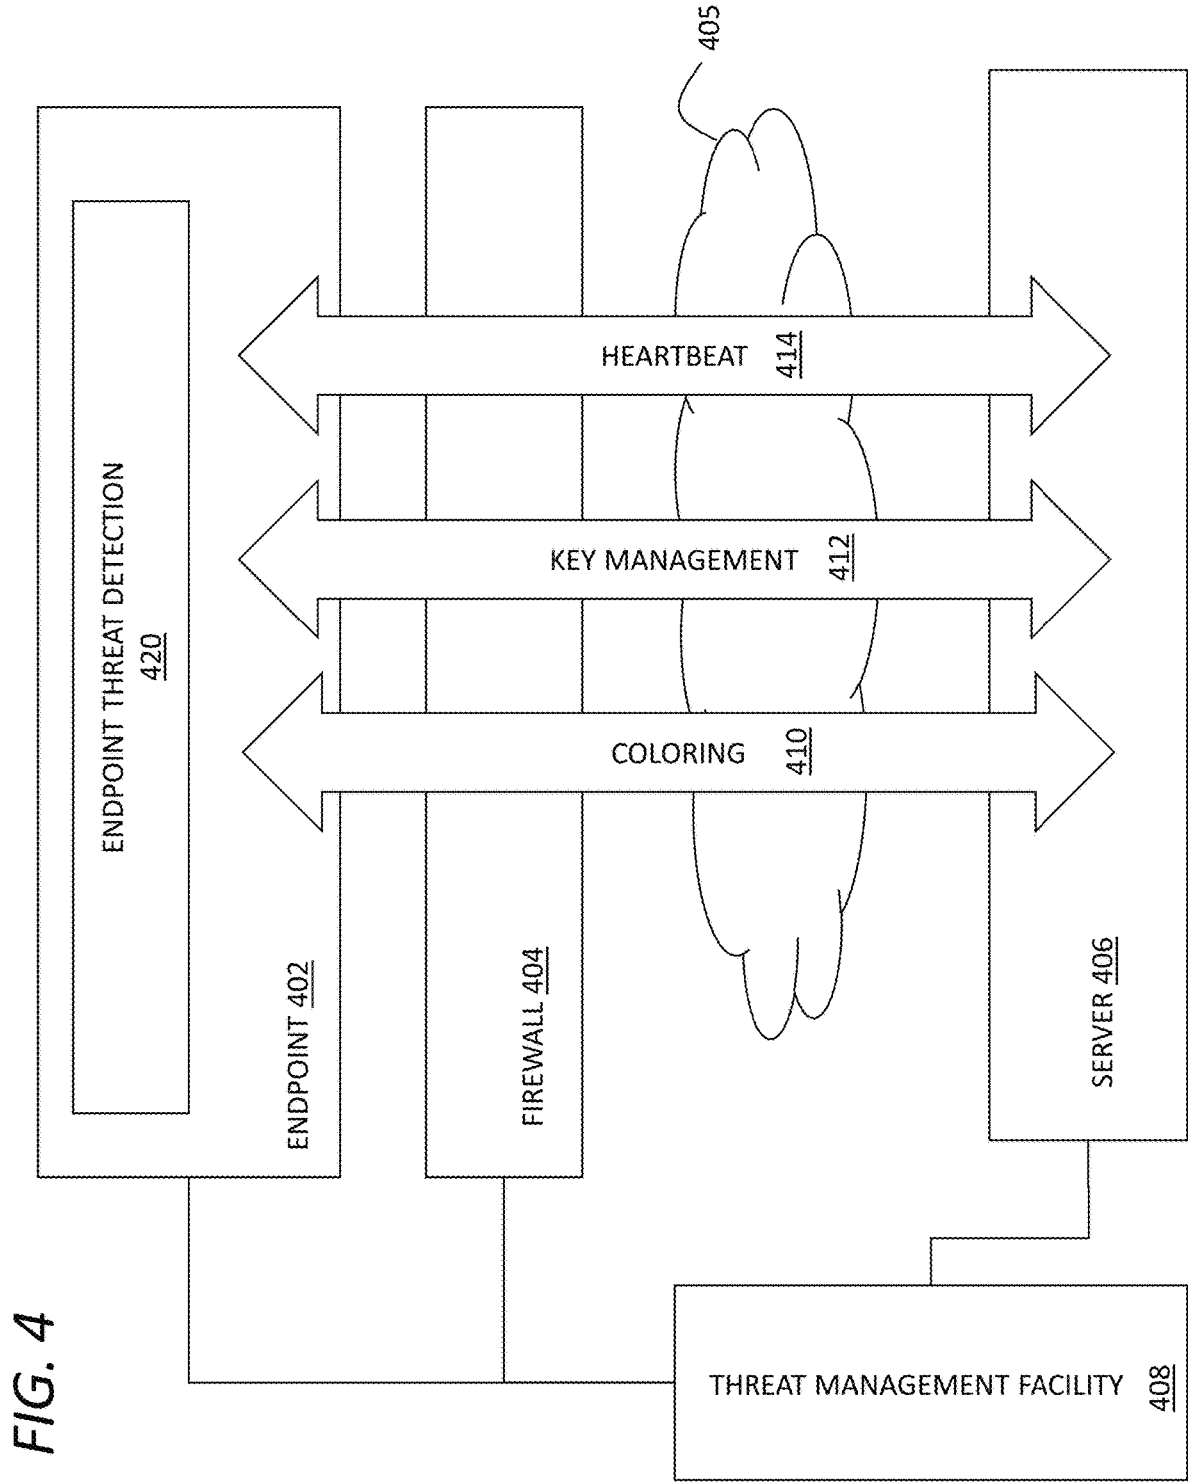 FIG. 4
ENDPOINT THREAT DETECTION
420
ENDPOINT 402
FIREWALL 404
405
HEARTBEAT 414
KEY MANAGEMENT 412
COLORING 410
SERVER 406
THREAT MANAGEMENT FACILITY
408